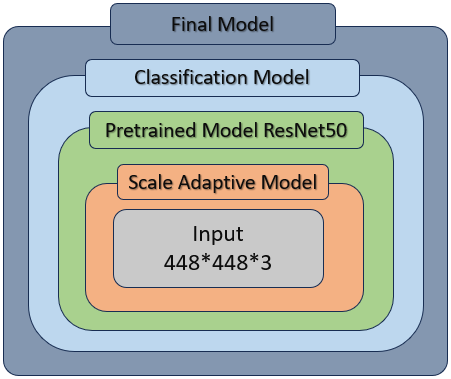 Final Model
Classification Model
Pretrained Model ResNet50
Scale Adaptive Model
Input
448*448*3